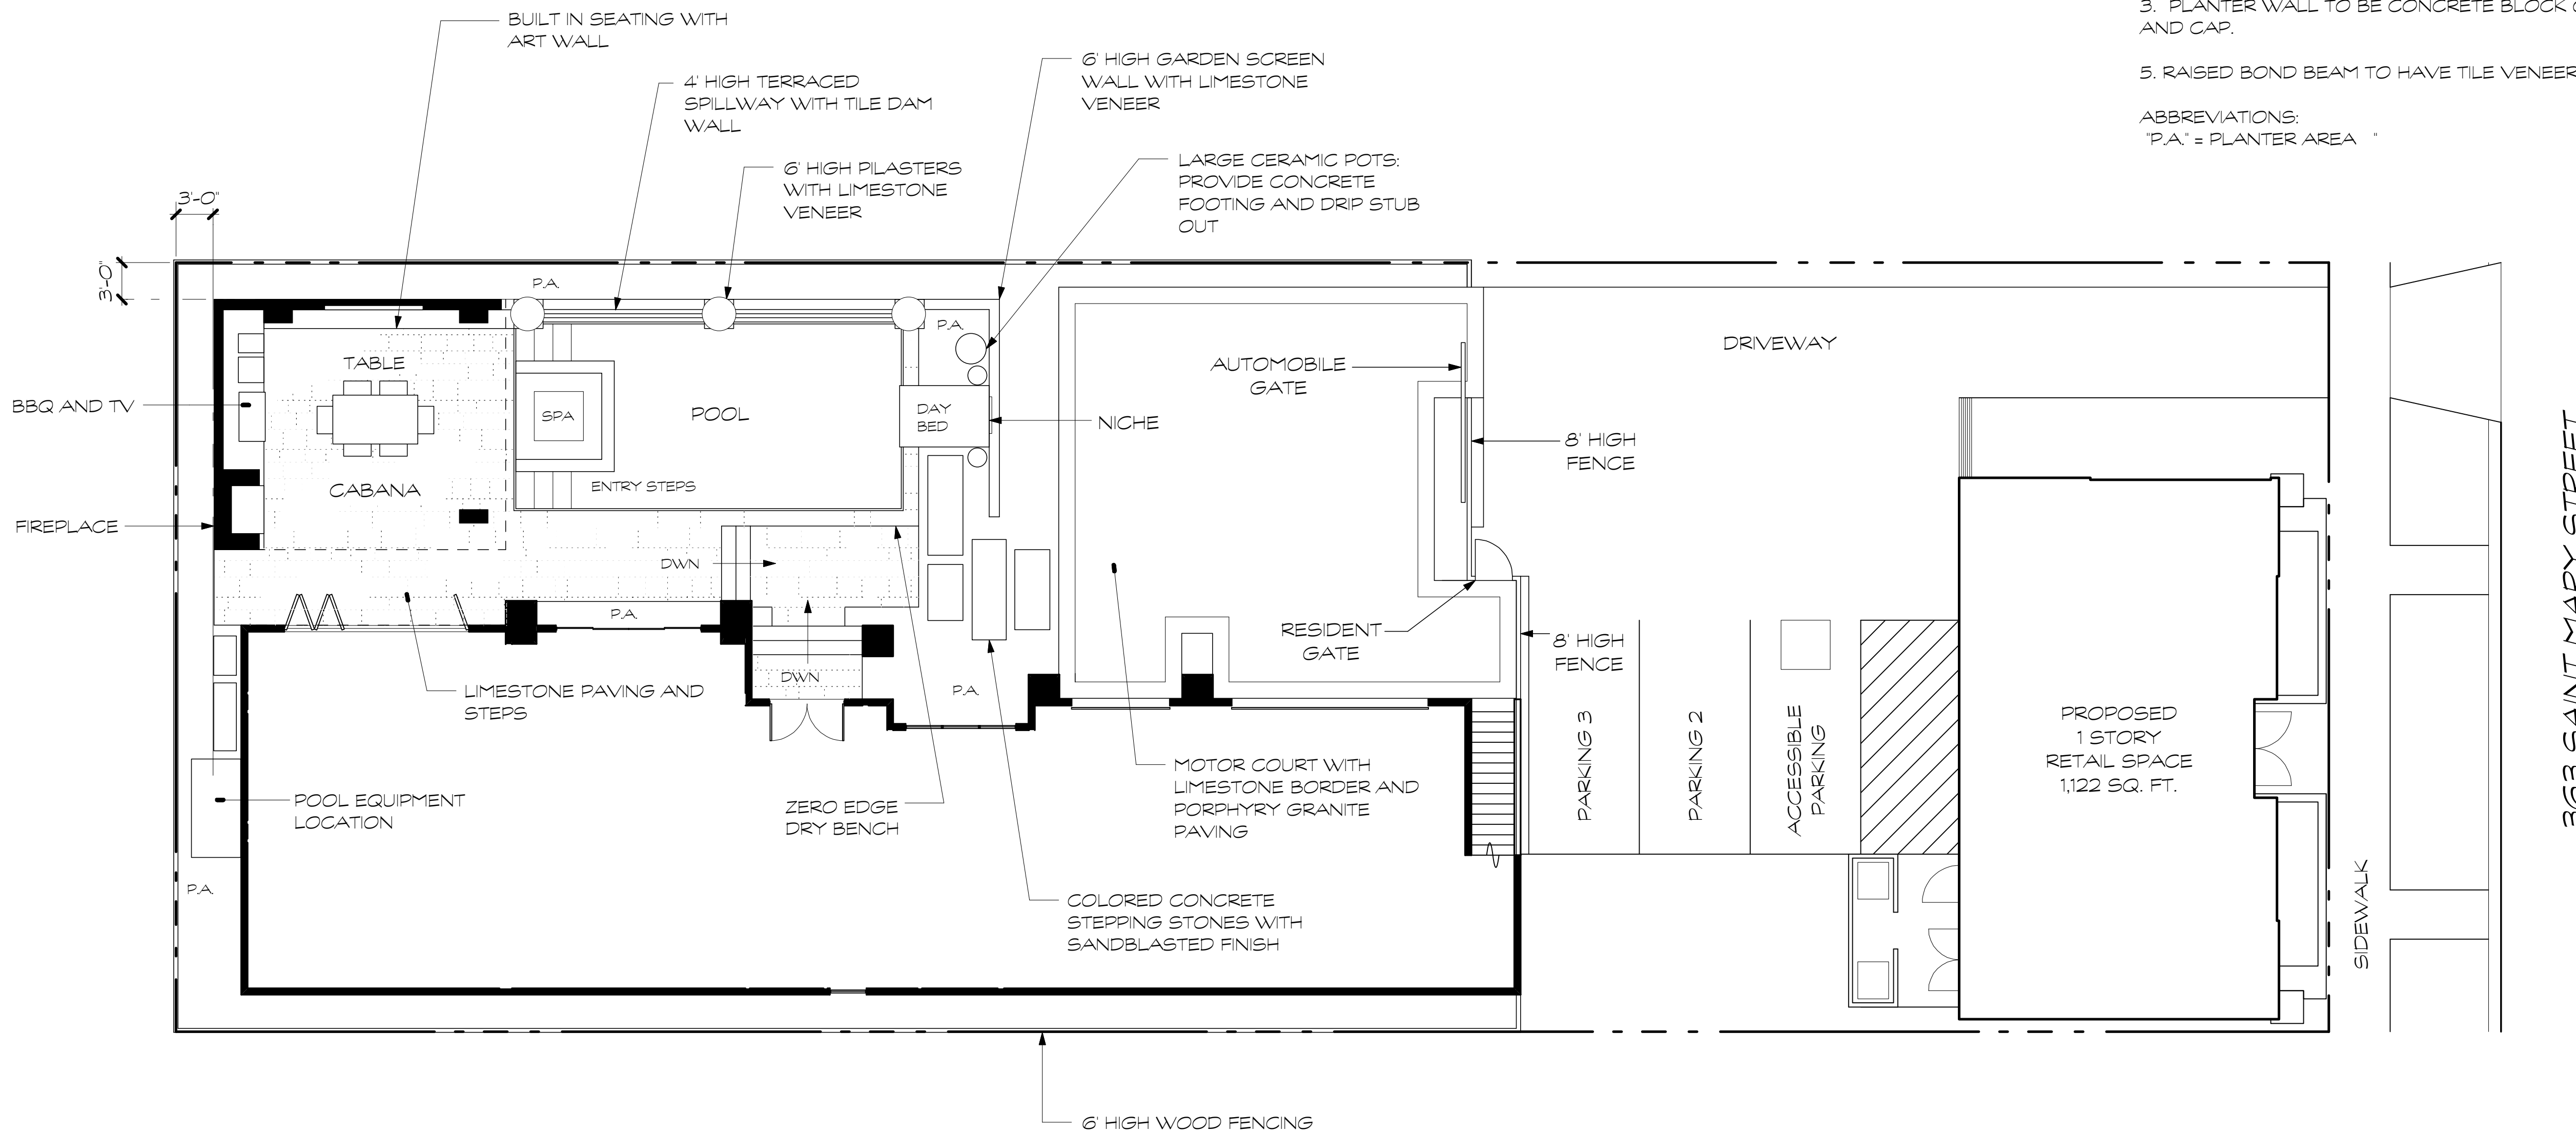 3. PLANTER WALL TO BE CONCRETE BLOCK
AND CAP.
5. RAISED BOND BEAM TO HAVE TILE VENEER
ABBREVIATIONS:
"P.A." = PLANTER AREA "
BUILT IN SEATING WITH
ART WALL
4' HIGH TERRACED
SPILLWAY WITH TILE DAM
WALL
6' HIGH PILASTERS
WITH LIMESTONE
VENEER
6' HIGH GARDEN SCREEN
WALL WITH LIMESTONE
VENEER
LARGE CERAMIC POTS:
PROVIDE CONCRETE
FOOTING AND DRIP STUB
OUT
3'-0"
3'-0"
P.A.
P.A.
TABLE
BBQ AND TV
SPA
POOL
DAY
BED
NICHE
CABANA
ENTRY STEPS
FIREPLACE
DWN
P.A.
DWN
P.A.
AUTOMOBILE
GATE
DRIVEWAY
8' HIGH
FENCE
RESIDENT
GATE
8' HIGH
FENCE
LIMESTONE PAVING AND
STEPS
POOL EQUIPMENT
LOCATION
P.A.
ZERO EDGE
DRY BENCH
MOTOR COURT WITH
LIMESTONE BORDER AND
PORPHYRY GRANITE
PAVING
COLORED CONCRETE
STEPPING STONES WITH
SANDBLASTED FINISH
PARKING 3
PARKING 2
ACCESSIBLE
PARKING
PROPOSED
1 STORY
RETAIL SPACE
1,122 SQ. FT.
SIDEWALK
363 SAINT MARY STREET
6' HIGH WOOD FENCING